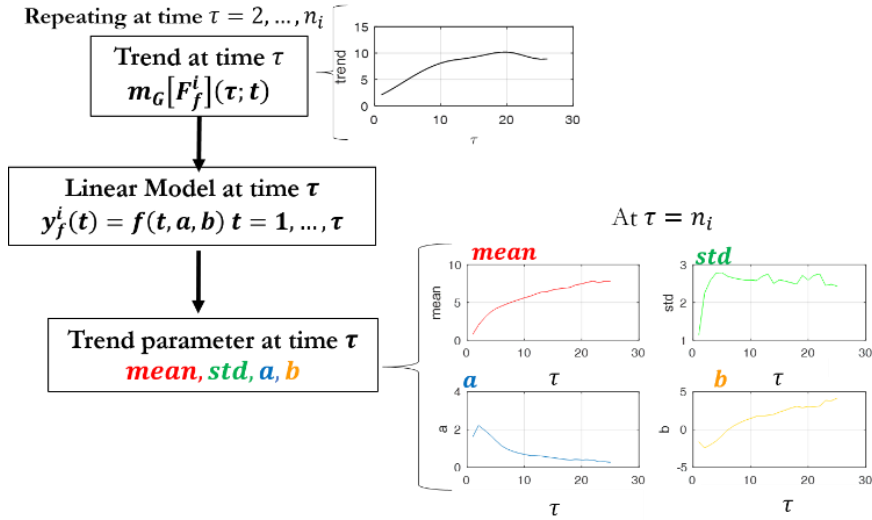 Repeating at time τ = 2, … , nᵢ
Trend at time τ
m_G[F_f^i](τ; t)
trend
15
10
5
0
0 10 20 30
τ
Linear Model at time τ
y_f^i(t) = f(t, a, b) t = 1, … , τ
Trend parameter at time τ
mean, std, a, b
At τ = nᵢ
mean
mean
10
5
0
0 10 20 30
τ
std
std
3
2
1
0 10 20 30
τ
a
a
4
2
0
0 10 20 30
τ
b
b
5
0
-5
0 10 20 30
τ